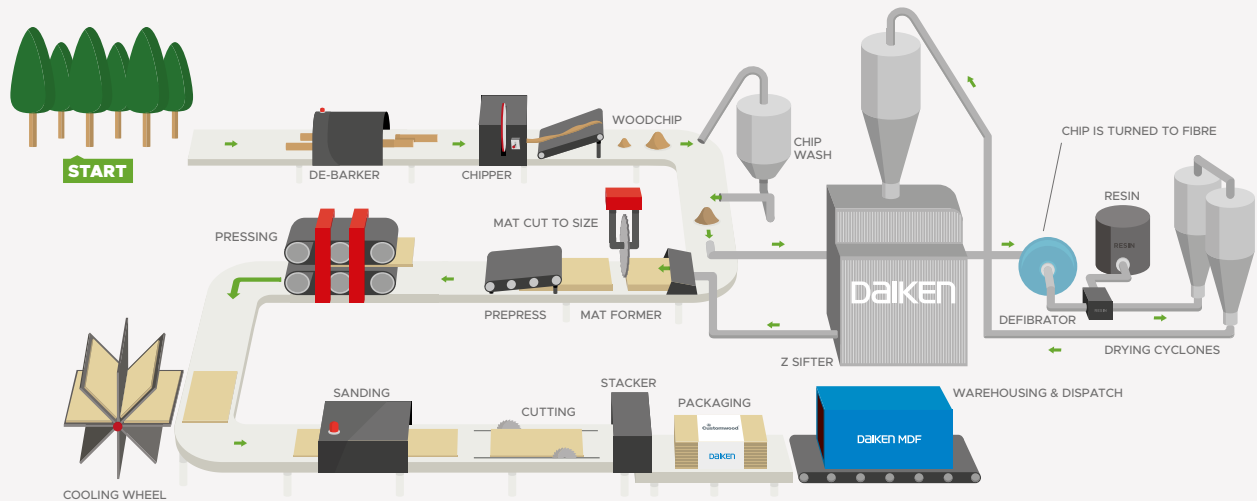 START
DE-BARKER
CHIPPER
WOODCHIP
CHIP
WASH
CHIP IS TURNED TO FIBRE
RESIN
RESIN
PRESSING
MAT CUT TO SIZE
PREPRESS
MAT FORMER
DAIKEN
DEFIBRATOR
DRYING CYCLONES
Z SIFTER
SANDING
CUTTING
STACKER
PACKAGING
Customwood
DAIKEN
WAREHOUSING & DISPATCH
DAIKEN MDF
COOLING WHEEL